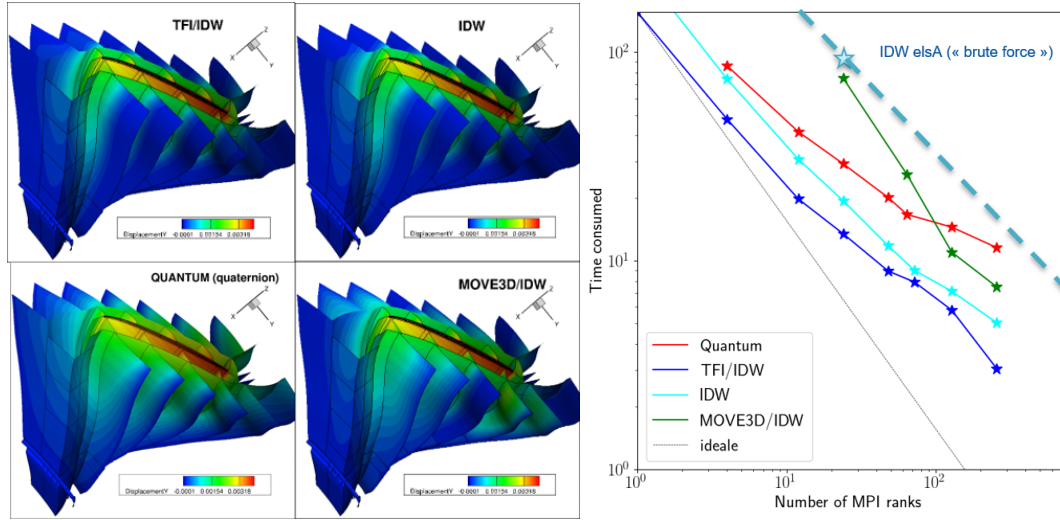 TFI/IDW
X
Z
Y
DisplacementY -0.0001 0.00154 0.00318
IDW
X
Z
Y
DisplacementY -0.0001 0.00154 0.00318
QUANTUM (quaternion)
X
Z
Y
DisplacementY -0.0001 0.00154 0.00318
MOVE3D/IDW
X
Z
Y
DisplacementY -0.0001 0.00154 0.00318
IDW elsA (« brute force »)
Time consumed
10²
10¹
10⁰
Quantum
TFI/IDW
IDW
MOVE3D/IDW
ideale
10⁰
10¹
10²
Number of MPI ranks